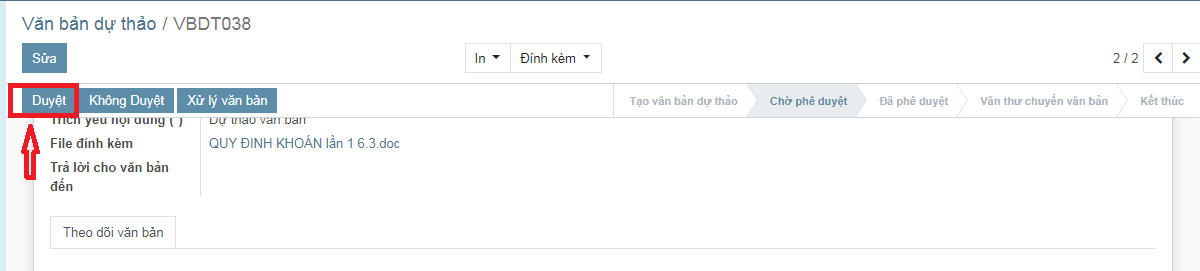 Văn bản dự thảo / VBDT038
Sửa
In
Đính kèm
2 / 2
Duyệt
Không Duyệt
Xử lý văn bản
Tạo văn bản dự thảo
Chờ phê duyệt
Đã phê duyệt
Văn thư chuyển văn bản
Kết thúc
Trích yếu nội dung (*)
Dự thảo văn bản
File đính kèm
QUY ĐINH KHOÁN lần 1 6.3.doc
Trả lời cho văn bản
đến
Theo dõi văn bản